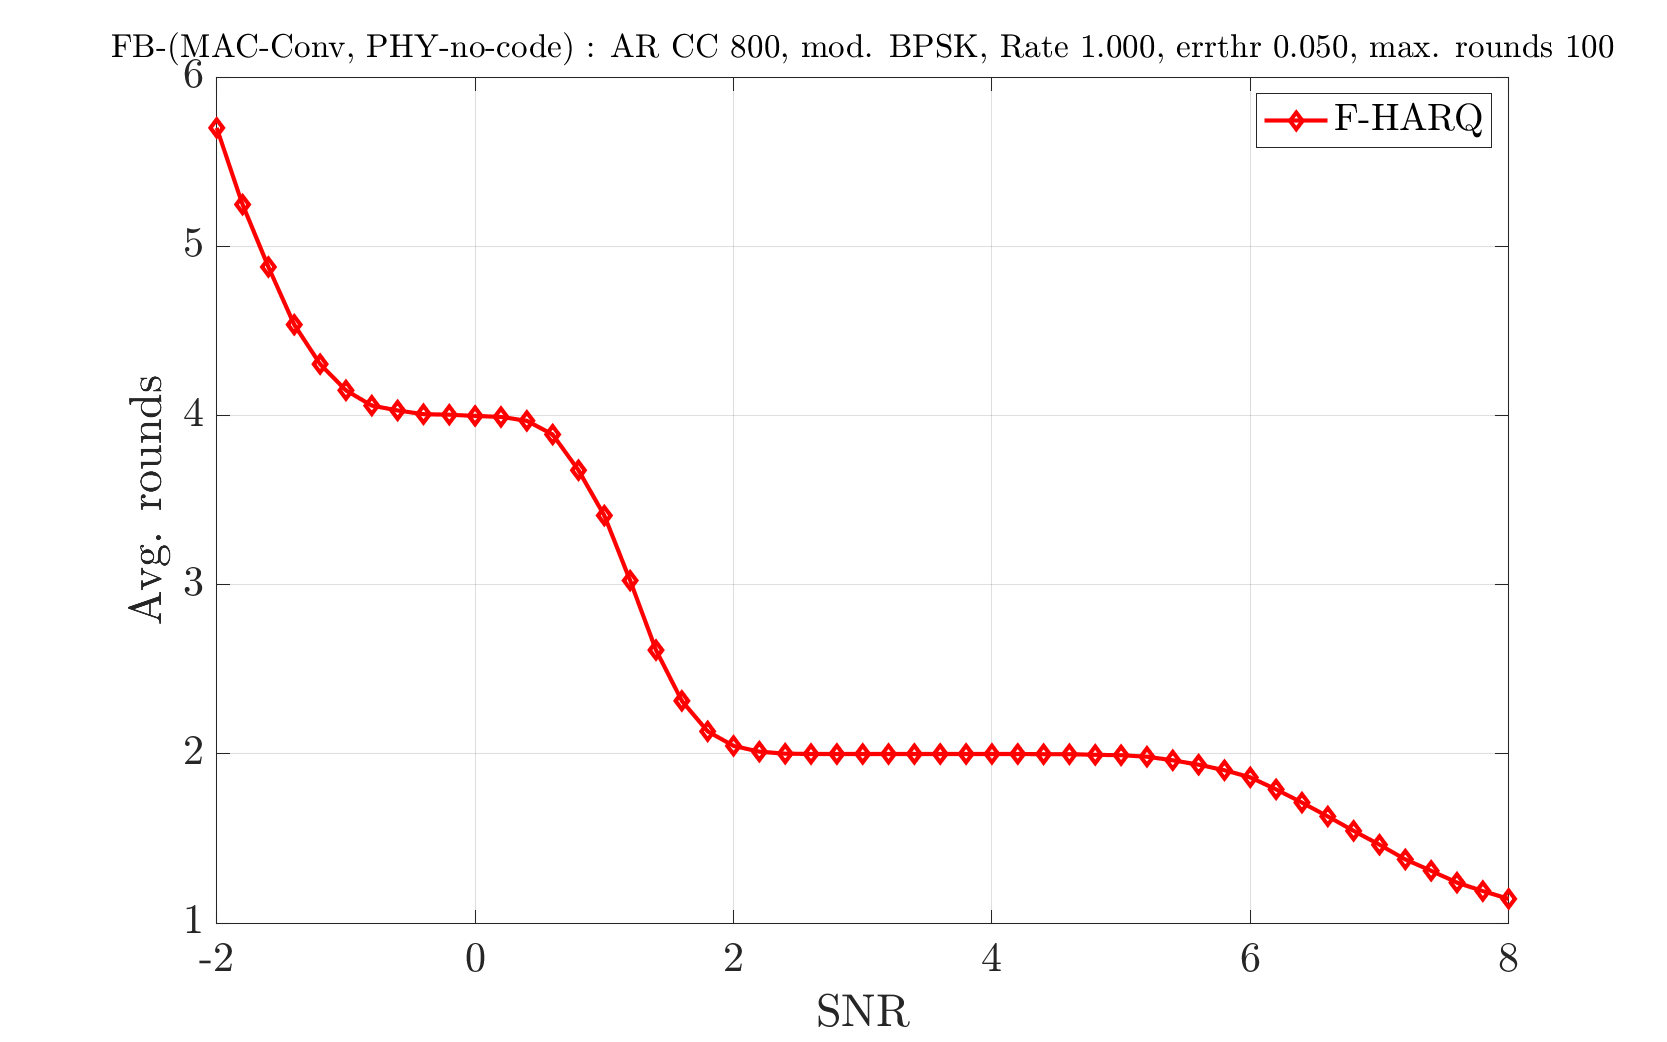 FB-(MAC-Conv, PHY-no-code) : AR CC 800, mod. BPSK, Rate 1.000, errthr 0.050, max. rounds 100
F-HARQ
6
5
4
3
2
1
Avg. rounds
-2 0 2 4 6 8
SNR